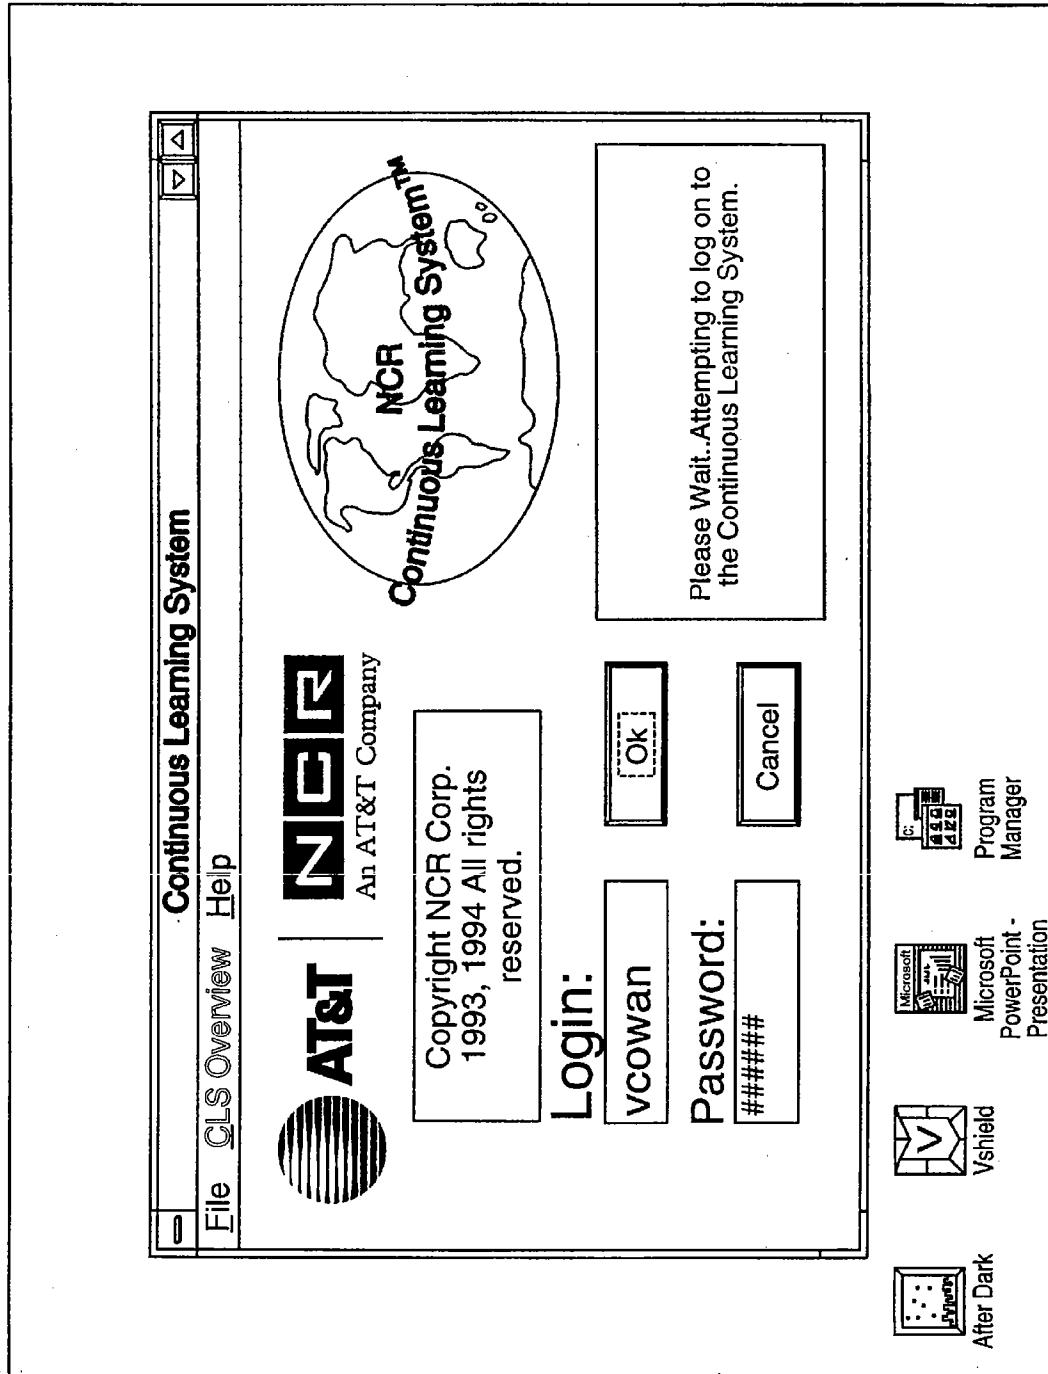 Continuous Learning System
File CLS Overview Help
AT&T
NCR
An AT&T Company
NCR
Continuous Learning System™
Copyright NCR Corp.
1993, 1994 All rights
reserved.
Login:
vcowan
Ok
Password:
######
Cancel
Please Wait..Attempting to log on to
the Continuous Learning System.
After Dark
V
Vshield
Microsoft
Microsoft
PowerPoint -
Presentation
c:
Program
Manager